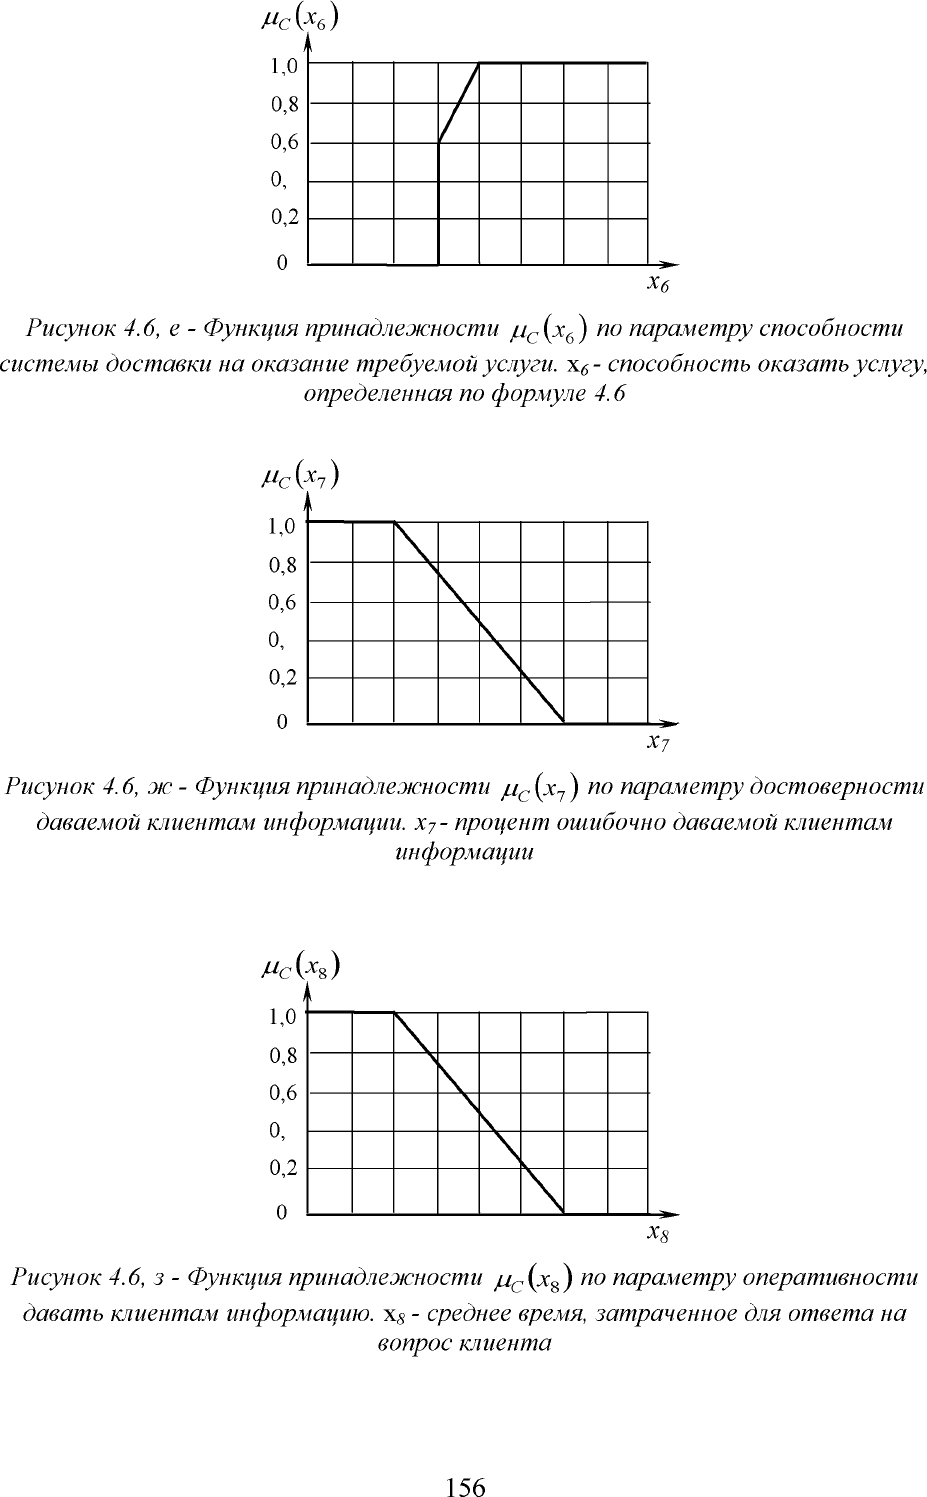 μC(x6)
1,0
0,8
0,6
0,
0,2
0
x6
Рисунок 4.6, е - Функция принадлежности μC(x6) по параметру способности
системы доставки на оказание требуемой услуги. x6 - способность оказать услугу,
определенная по формуле 4.6
μC(x7)
1,0
0,8
0,6
0,
0,2
0
x7
Рисунок 4.6, ж - Функция принадлежности μC(x7) по параметру достоверности
даваемой клиентам информации. x7 - процент ошибочно даваемой клиентам
информации
μC(x8)
1,0
0,8
0,6
0,
0,2
0
x8
Рисунок 4.6, з - Функция принадлежности μC(x8) по параметру оперативности
давать клиентам информацию. x8 - среднее время, затраченное для ответа на
вопрос клиента
156